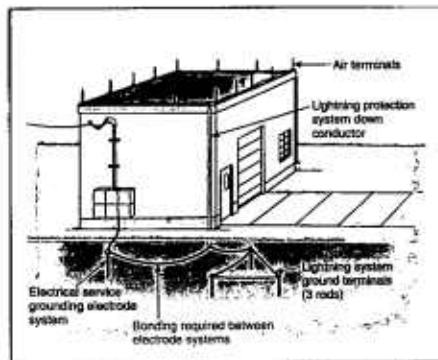 Air terminals
Lightning protection
system down
conductor
Electrical service
grounding electrode
system
Lightning system
ground terminals
(3 rods)
Bonding required between
electrode systems